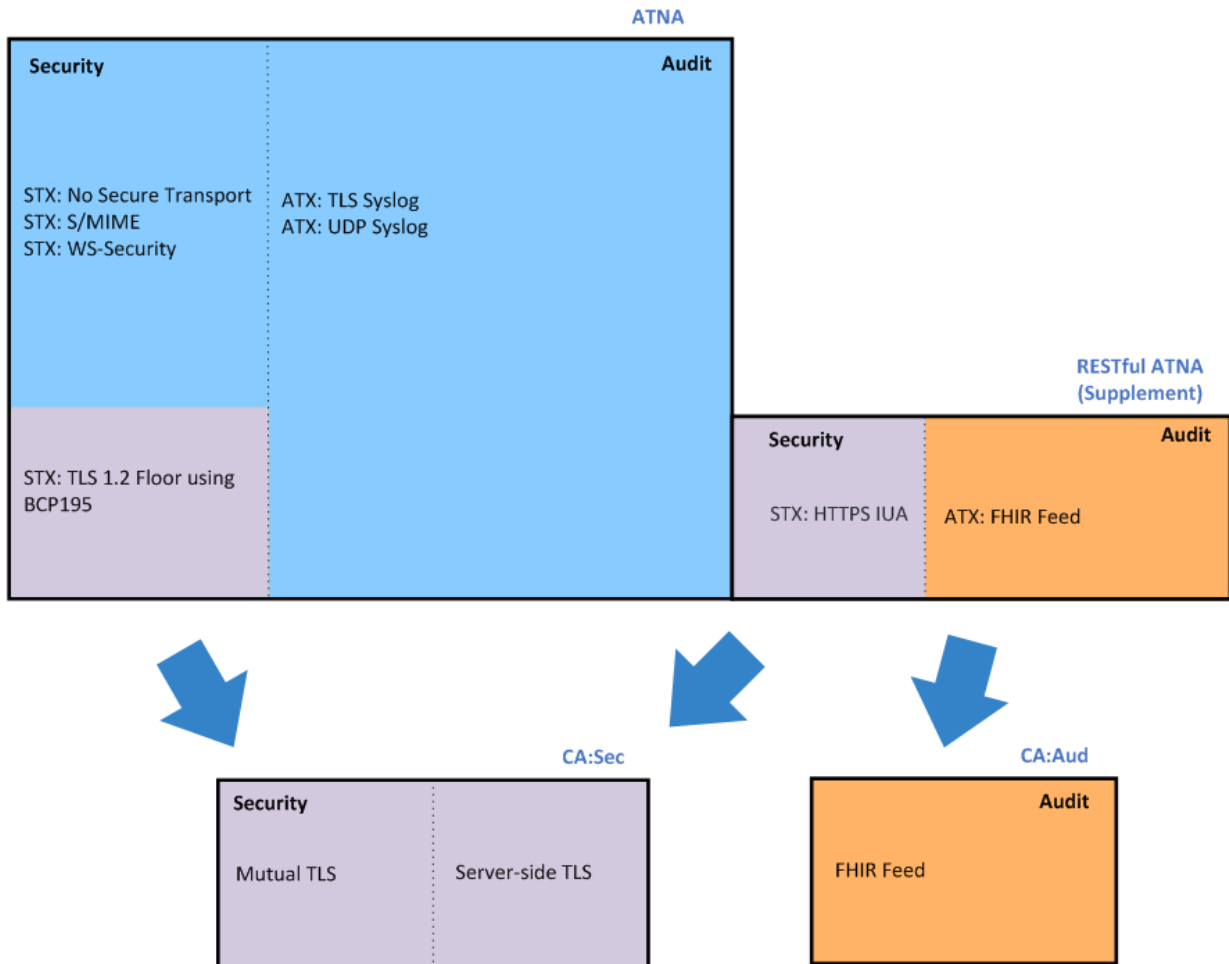 ATNA
Security
Audit
STX: No Secure Transport
STX: S/MIME
STX: WS-Security
ATX: TLS Syslog
ATX: UDP Syslog
STX: TLS 1.2 Floor using
BCP195
RESTful ATNA
(Supplement)
Security
Audit
STX: HTTPS IUA
ATX: FHIR Feed
CA:Sec
Security
Mutual TLS
Server-side TLS
CA:Aud
Audit
FHIR Feed